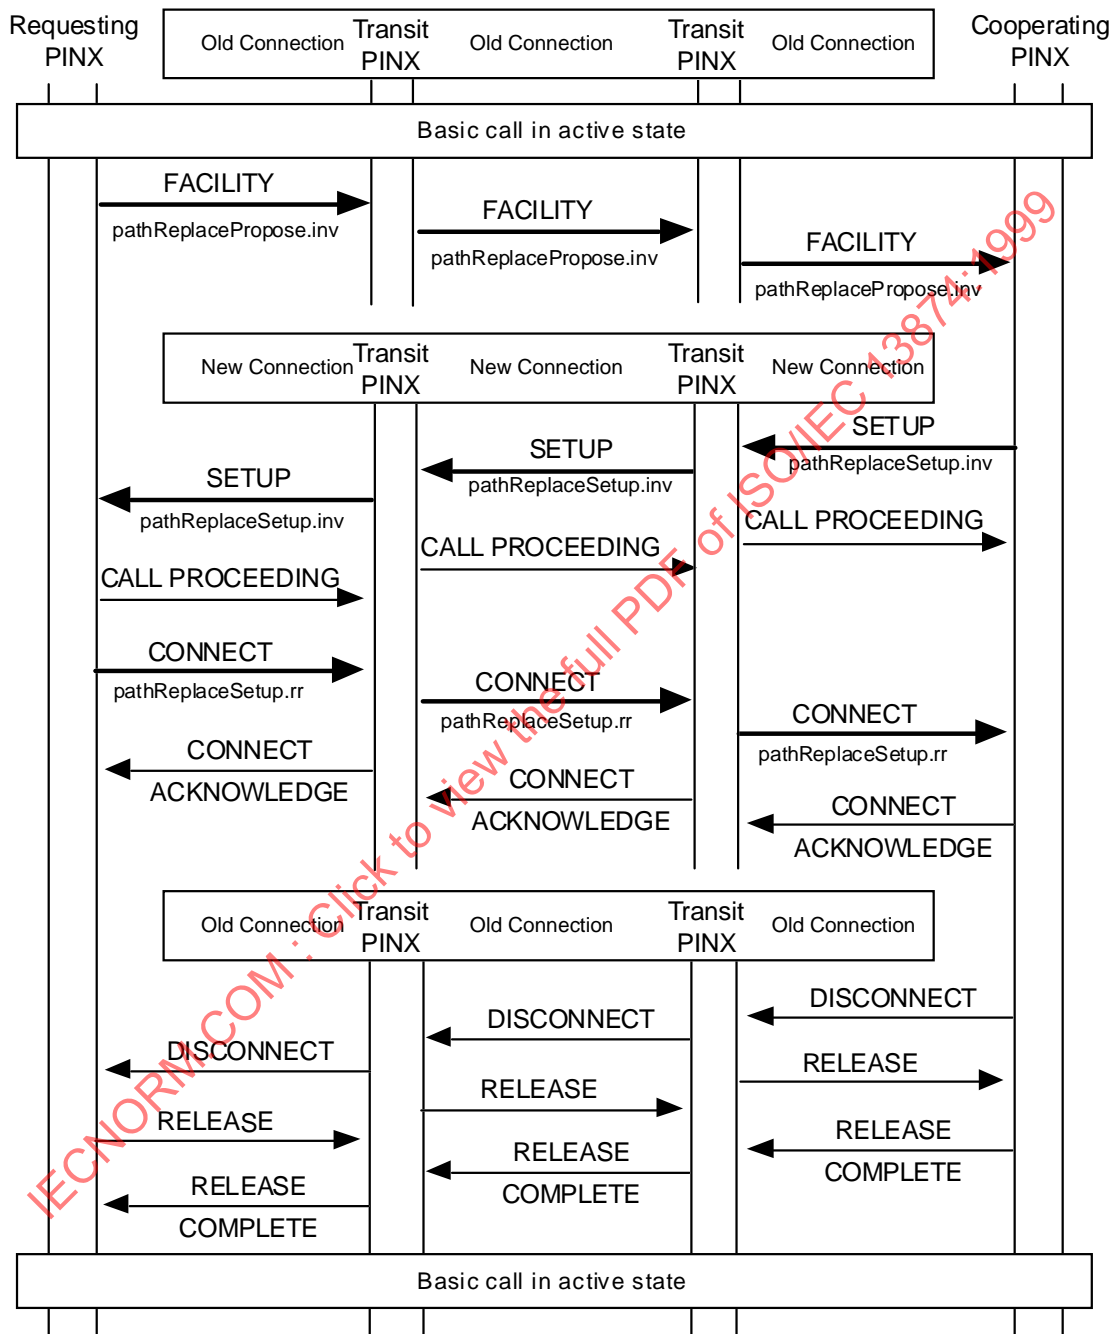 Requesting
PINX
Old Connection
Transit
PINX
Old Connection
Transit
PINX
Old Connection
Cooperating
PINX
Basic call in active state
FACILITY
pathReplacePropose.inv
FACILITY
pathReplacePropose.inv
FACILITY
pathReplacePropose.inv
New Connection
Transit
PINX
New Connection
Transit
PINX
New Connection
SETUP
pathReplaceSetup.inv
SETUP
pathReplaceSetup.inv
SETUP
pathReplaceSetup.inv
CALL PROCEEDING
CALL PROCEEDING
CALL PROCEEDING
CONNECT
pathReplaceSetup.rr
CONNECT
pathReplaceSetup.rr
CONNECT
pathReplaceSetup.rr
CONNECT
ACKNOWLEDGE
CONNECT
ACKNOWLEDGE
CONNECT
ACKNOWLEDGE
Old Connection
Transit
PINX
Old Connection
Transit
PINX
Old Connection
DISCONNECT
DISCONNECT
DISCONNECT
RELEASE
RELEASE
RELEASE
RELEASE
COMPLETE
RELEASE
COMPLETE
RELEASE
COMPLETE
Basic call in active state
IECNORM.COM : Click to view the full PDF of ISO/IEC 13874:1999